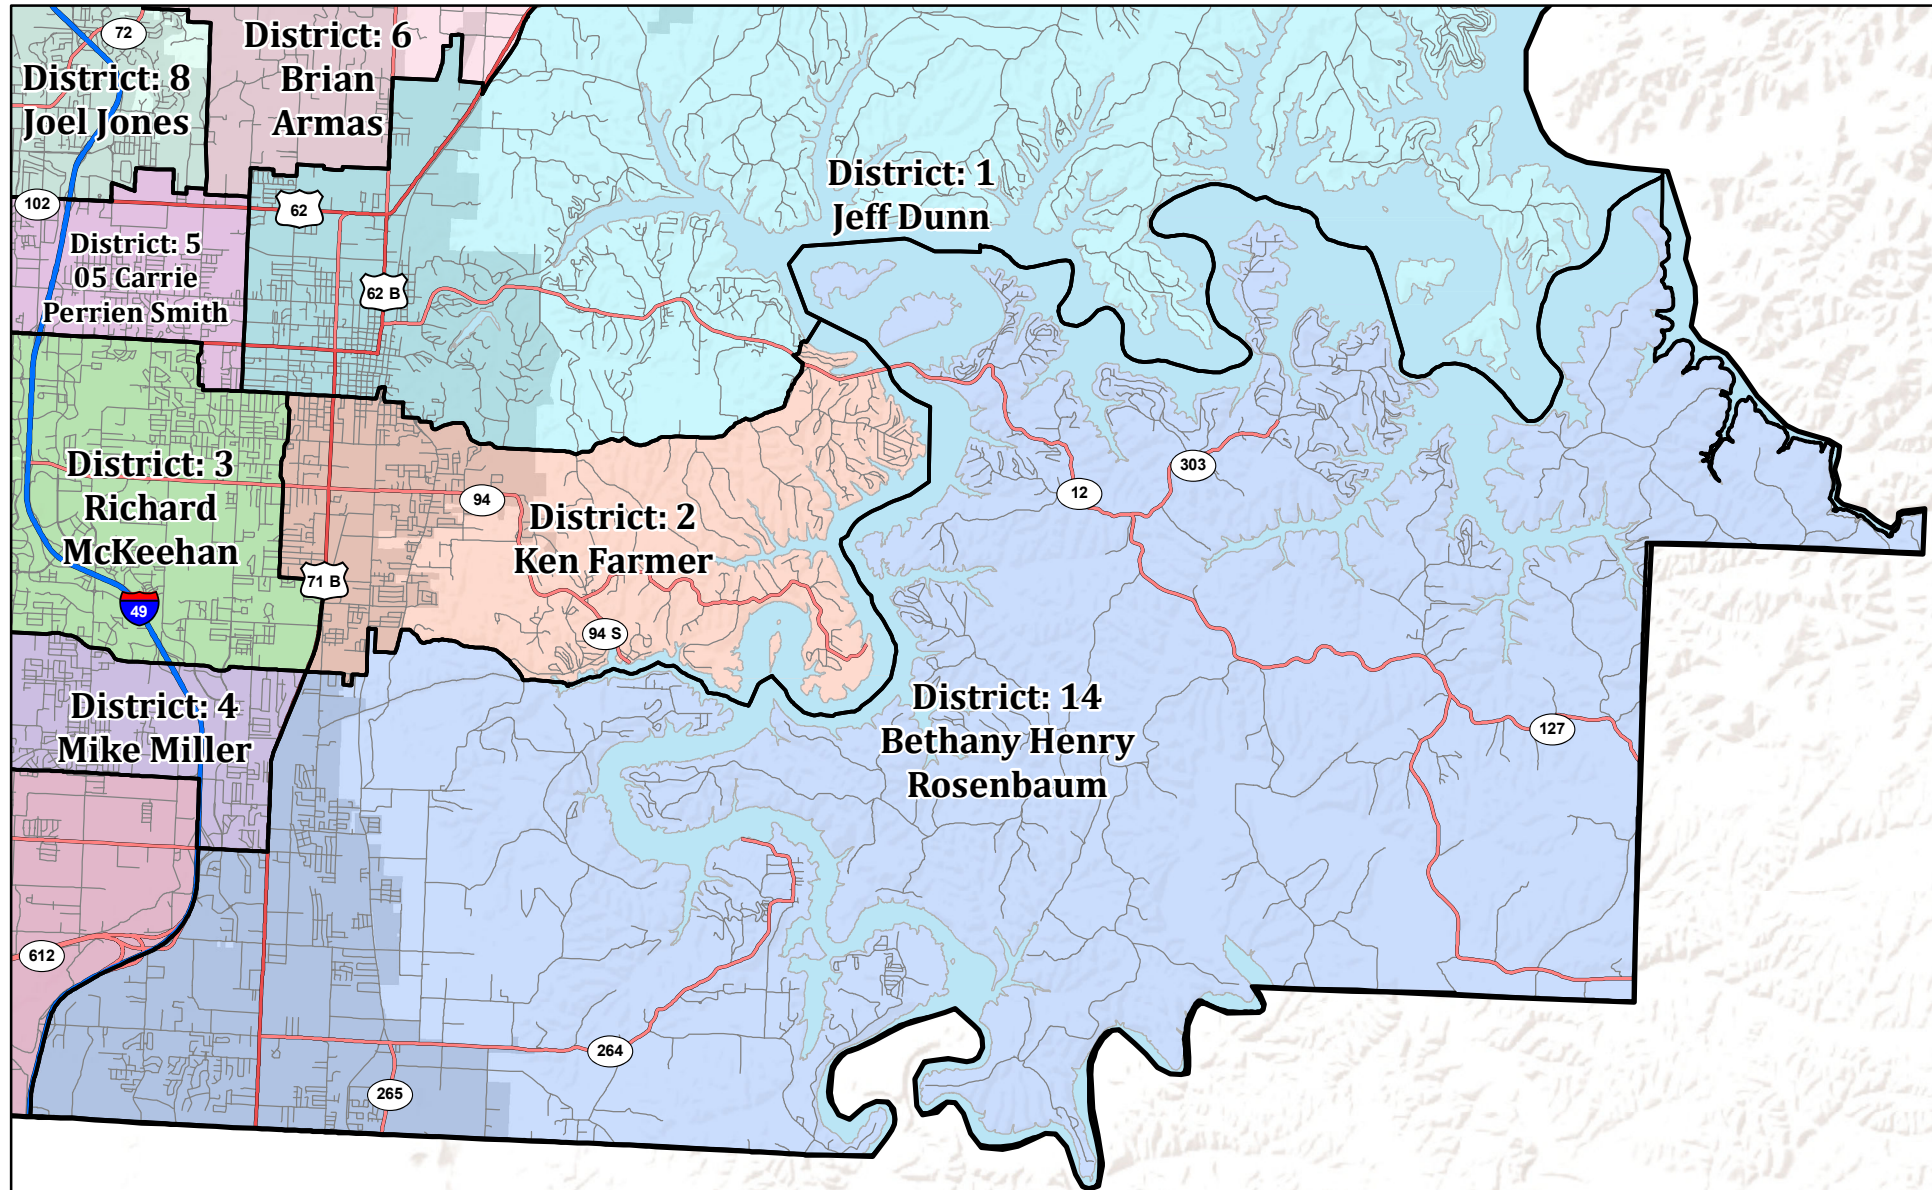 72
District: 8
Joel Jones
District: 6
Brian
Armas
102
62
District: 5
05 Carrie
Perrien Smith
62 B
District: 1
Jeff Dunn
District: 3
Richard
McKeehan
94
District: 2
Ken Farmer
12
303
71 B
49
94 S
District: 4
Mike Miller
District: 14
Bethany Henry
Rosenbaum
127
612
264
265